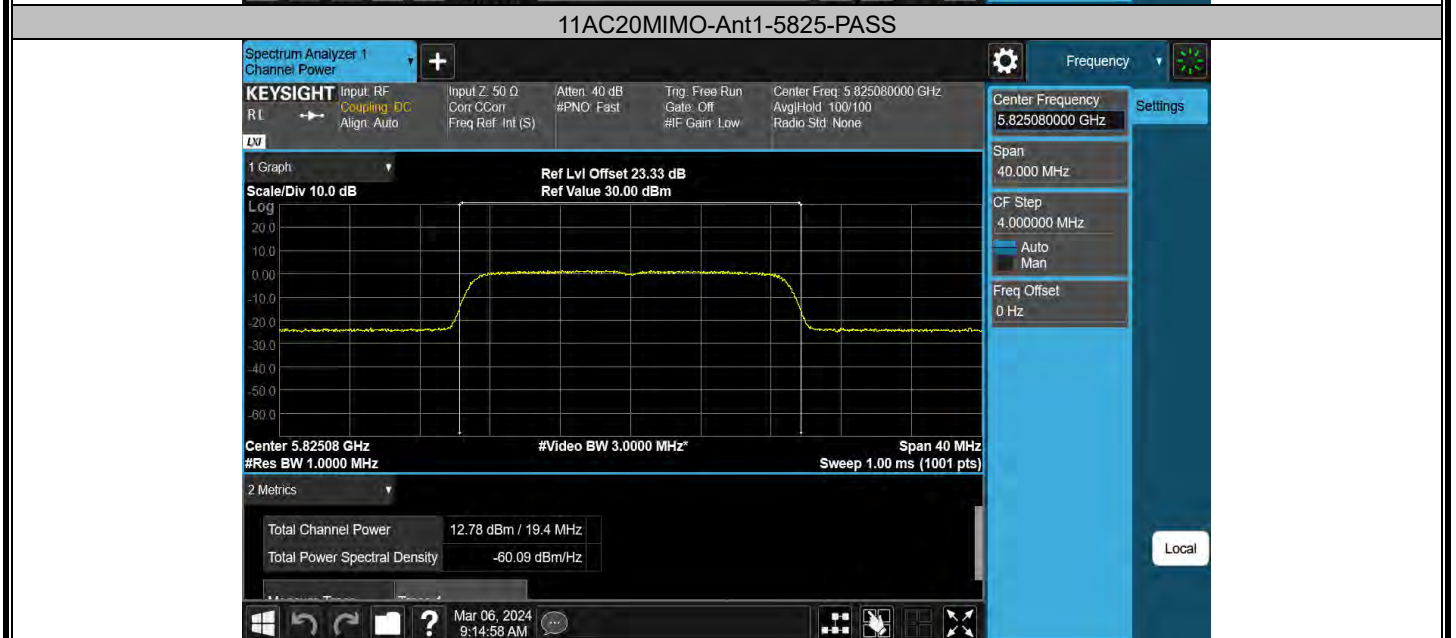 11AC20MIMO-Ant1-5825-PASS
Spectrum Analyzer 1
Channel Power
+
Frequency
KEYSIGHT
RL
LXI
Input: RF
Coupling: DC
Align: Auto
Input Z: 50 Ω
Corr CCorr
Freq Ref: Int (S)
Atten: 40 dB
#PNO: Fast
Trig: Free Run
Gate: Off
#IF Gain: Low
Center Freq: 5.825080000 GHz
Avg|Hold: 100/100
Radio Std: None
Center Frequency
5.825080000 GHz
Settings
Span
40.000 MHz
CF Step
4.000000 MHz
Auto
Man
Freq Offset
0 Hz
Local
1 Graph
Scale/Div 10.0 dB
Ref Lvl Offset 23.33 dB
Ref Value 30.00 dBm
Log
20.0
10.0
0.00
-10.0
-20.0
-30.0
-40.0
-50.0
-60.0
Center 5.82508 GHz
#Video BW 3.0000 MHz*
Span 40 MHz
#Res BW 1.0000 MHz
Sweep 1.00 ms (1001 pts)
2 Metrics
Total Channel Power 12.78 dBm / 19.4 MHz
Total Power Spectral Density -60.09 dBm/Hz
?
Mar 06, 2024
9:14:58 AM